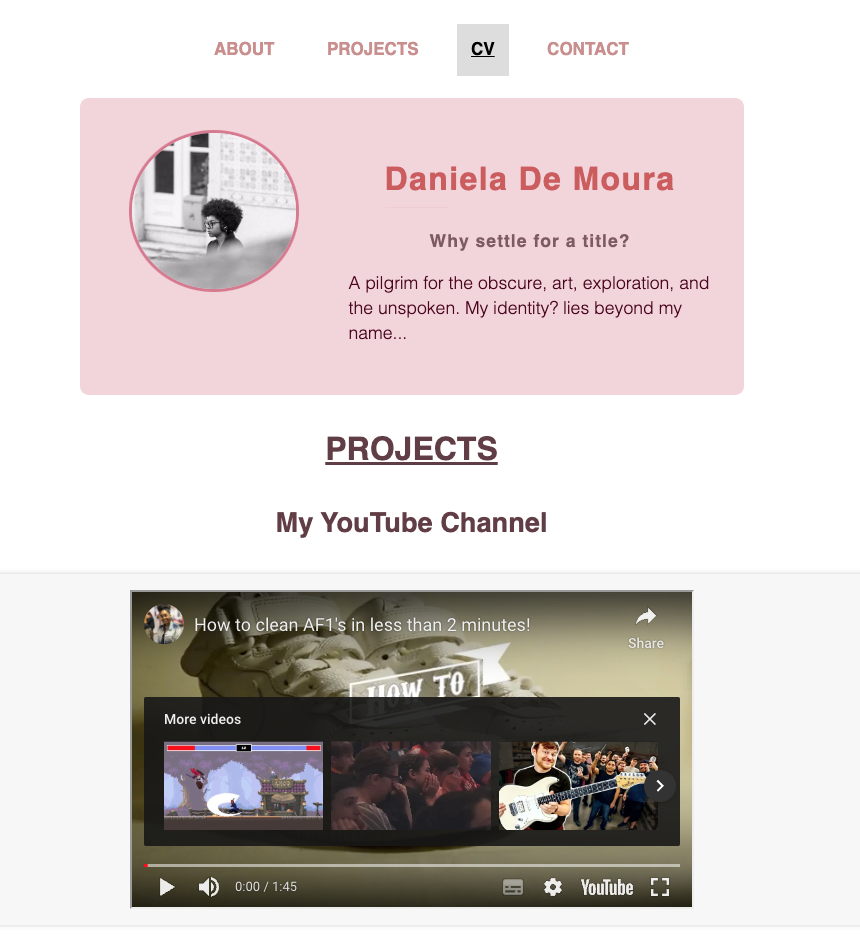 ABOUT PROJECTS CV CONTACT
Daniela De Moura
Why settle for a title?
A pilgrim for the obscure, art, exploration, and
the unspoken. My identity? lies beyond my
name...
PROJECTS
My YouTube Channel
How to clean AF1's in less than 2 minutes!
Share
HOW TO
More videos
0:00 / 1:45
YouTube